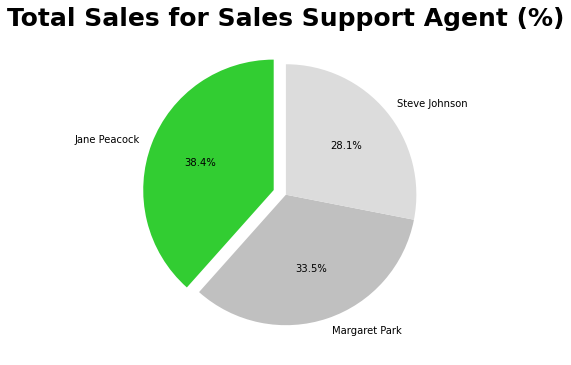 Total Sales for Sales Support Agent (%)
Steve Johnson
Jane Peacock
28.1%
38.4%
33.5%
Margaret Park